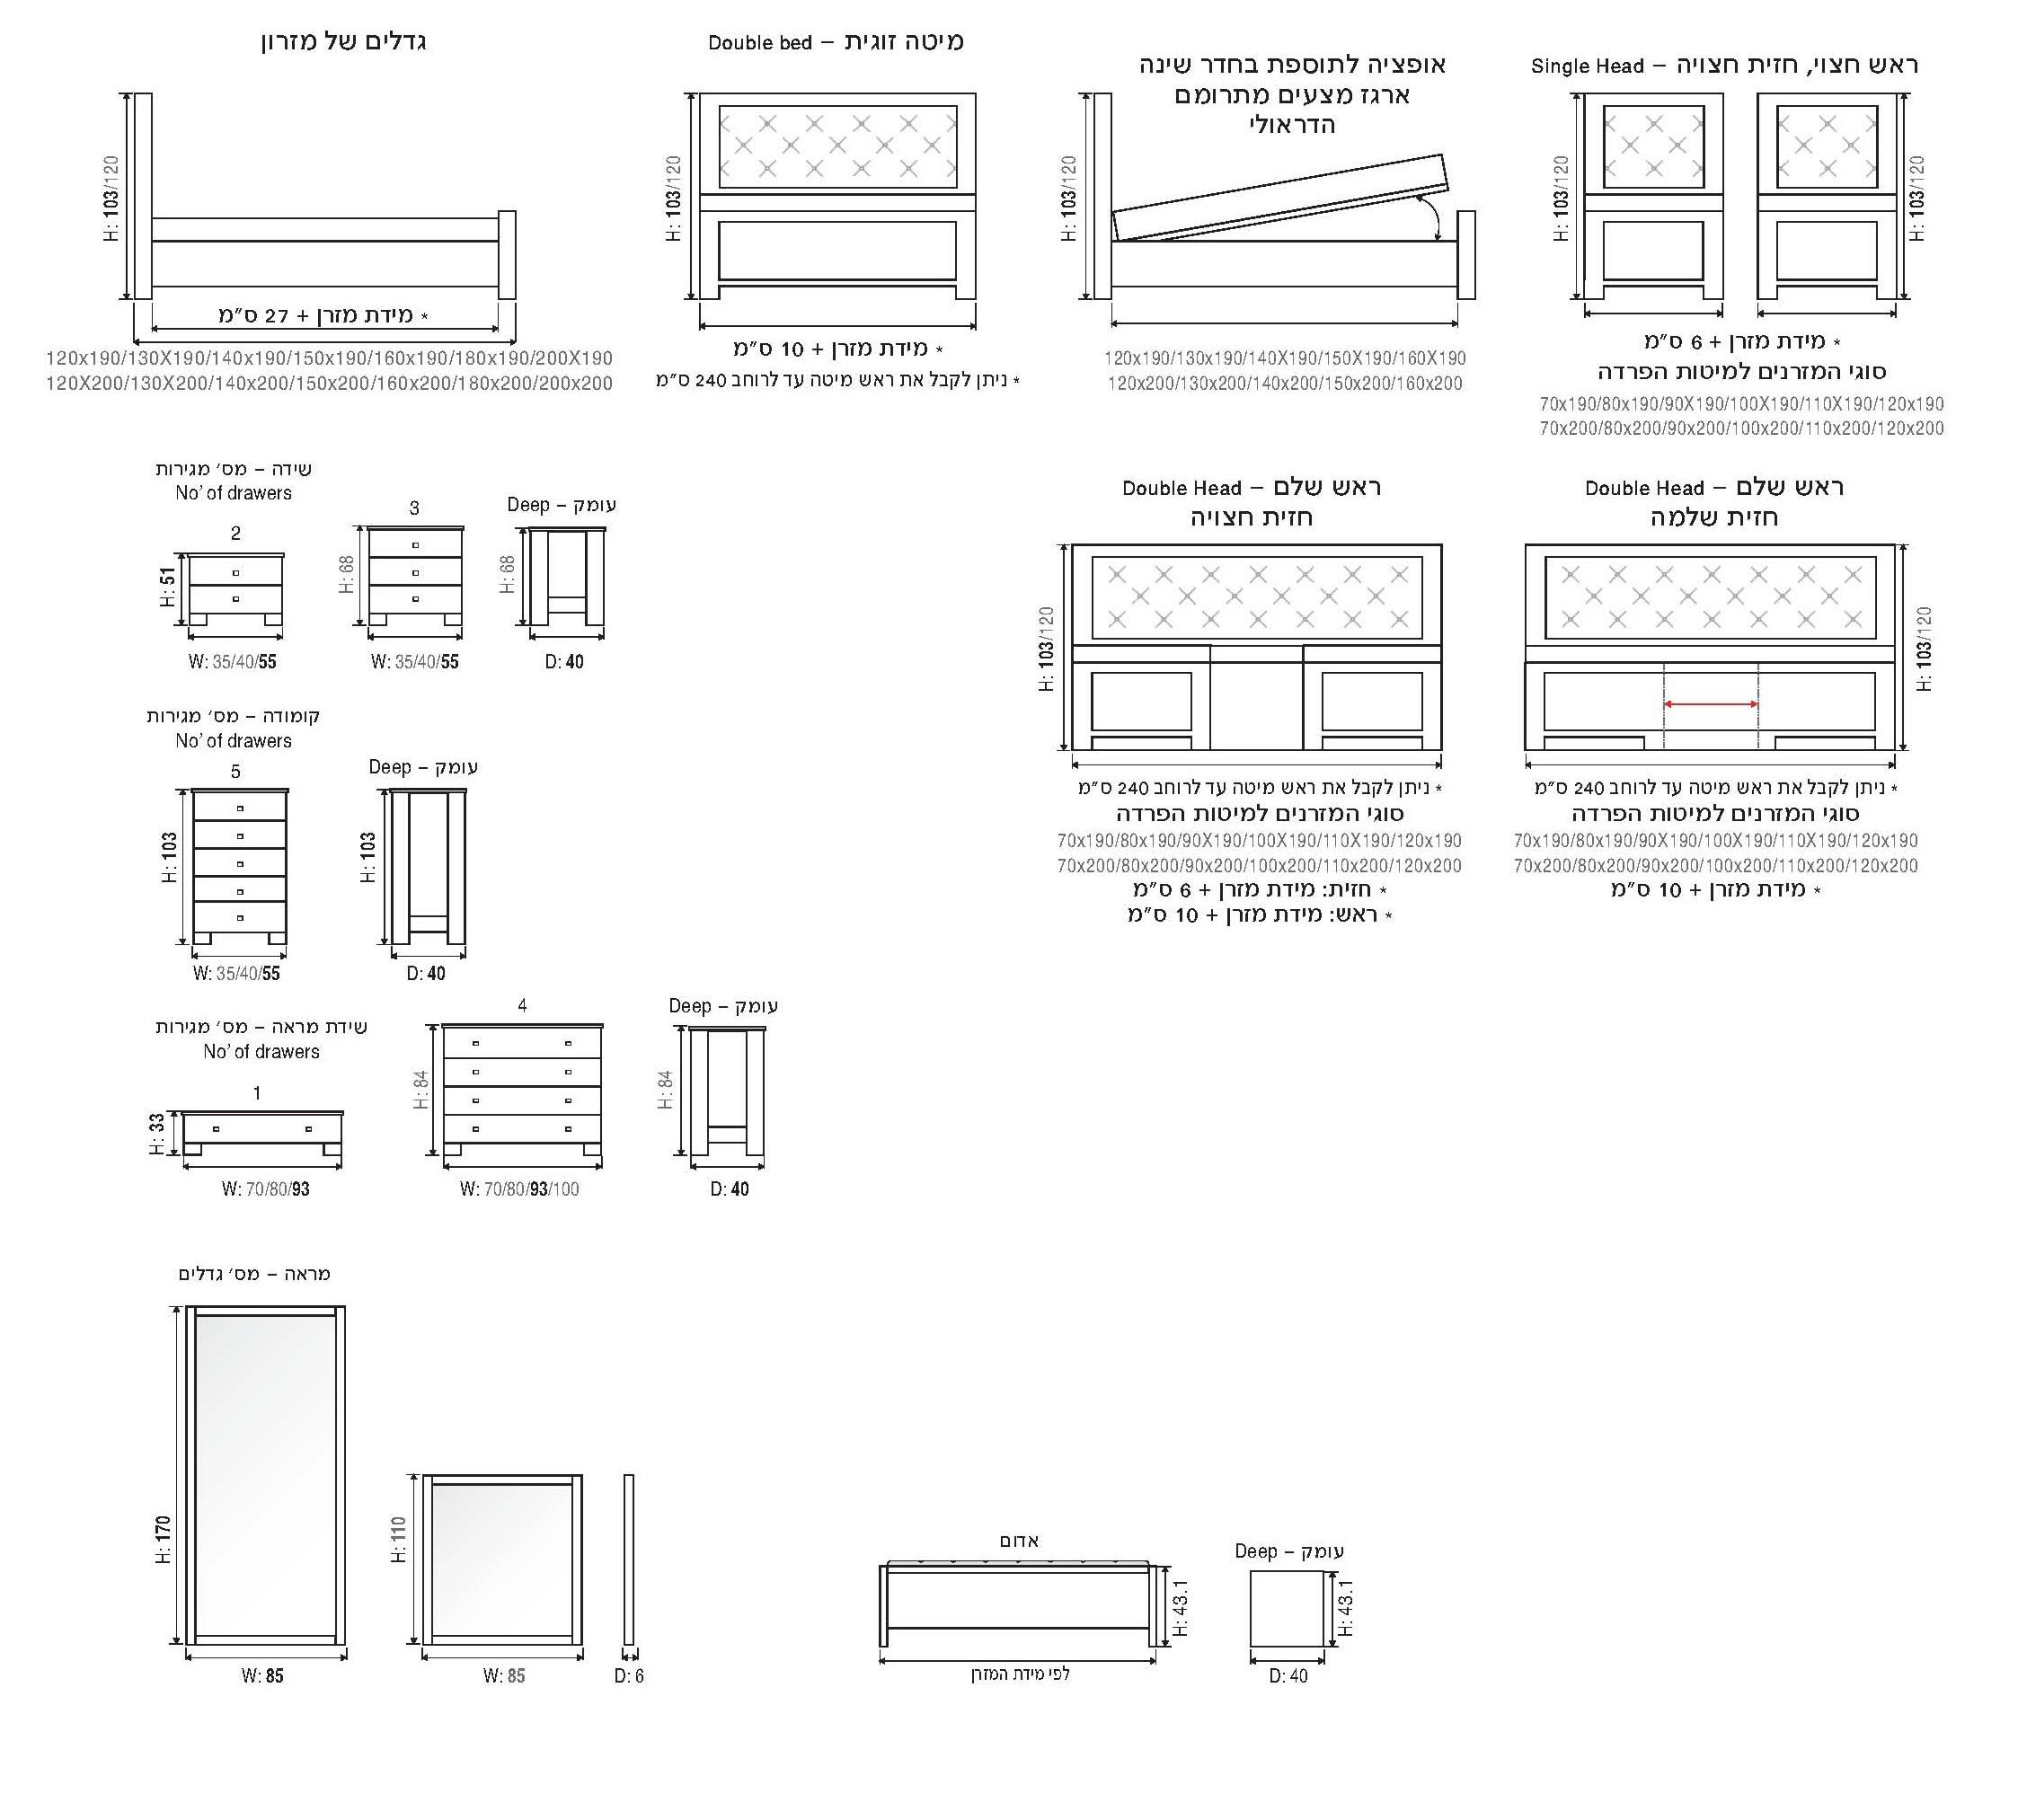 גדלים של מזרון
H: 103/120
* מידת מזרן + 27 ס״מ
120x190/130X190/140x190/150x190/160x190/180x190/200X190
120X200/130X200/140x200/150x200/160x200/180x200/200x200
מיטה זוגית – Double bed
H: 103/120
* מידת מזרן + 10 ס״מ
* ניתן לקבל את ראש מיטה עד לרוחב 240 ס״מ
אופציה לתוספת בחדר שינה
ארגז מצעים מתרומם
הדראולי
H: 103/120
120x190/130x190/140X190/150X190/160X190
120x200/130x200/140x200/150x200/160x200
ראש חצוי, חזית חצויה – Single Head
H: 103/120
H: 103/120
* מידת מזרן + 6 ס״מ
סוגי המזרנים למיטות הפרדה
70x190/80x190/90X190/100X190/110X190/120x190
70x200/80x200/90x200/100x200/110x200/120x200
שידה – מס׳ מגירות
No’ of drawers
2
H: 51
W: 35/40/55
3
H: 68
W: 35/40/55
עומק – Deep
H: 68
D: 40
ראש שלם – Double Head
חזית חצויה
H: 103/120
* ניתן לקבל את ראש מיטה עד לרוחב 240 ס״מ
סוגי המזרנים למיטות הפרדה
70x190/80x190/90X190/100X190/110X190/120x190
70x200/80x200/90x200/100x200/110x200/120x200
* חזית: מידת מזרן + 6 ס״מ
* ראש: מידת מזרן + 10 ס״מ
ראש שלם – Double Head
חזית שלמה
H: 103/120
* ניתן לקבל את ראש מיטה עד לרוחב 240 ס״מ
סוגי המזרנים למיטות הפרדה
70x190/80x190/90X190/100X190/110X190/120x190
70x200/80x200/90x200/100x200/110x200/120x200
* מידת מזרן + 10 ס״מ
קומודה – מס׳ מגירות
No’ of drawers
5
H: 103
W: 35/40/55
עומק – Deep
H: 103
D: 40
שידת מראה – מס׳ מגירות
No’ of drawers
1
H: 33
W: 70/80/93
4
H: 84
W: 70/80/93/100
עומק – Deep
H: 84
D: 40
מראה – מס׳ גדלים
H: 170
W: 85
H: 110
W: 85
D: 6
אדום
H: 43.1
לפי מידת המזרן
עומק – Deep
H: 43.1
D: 40